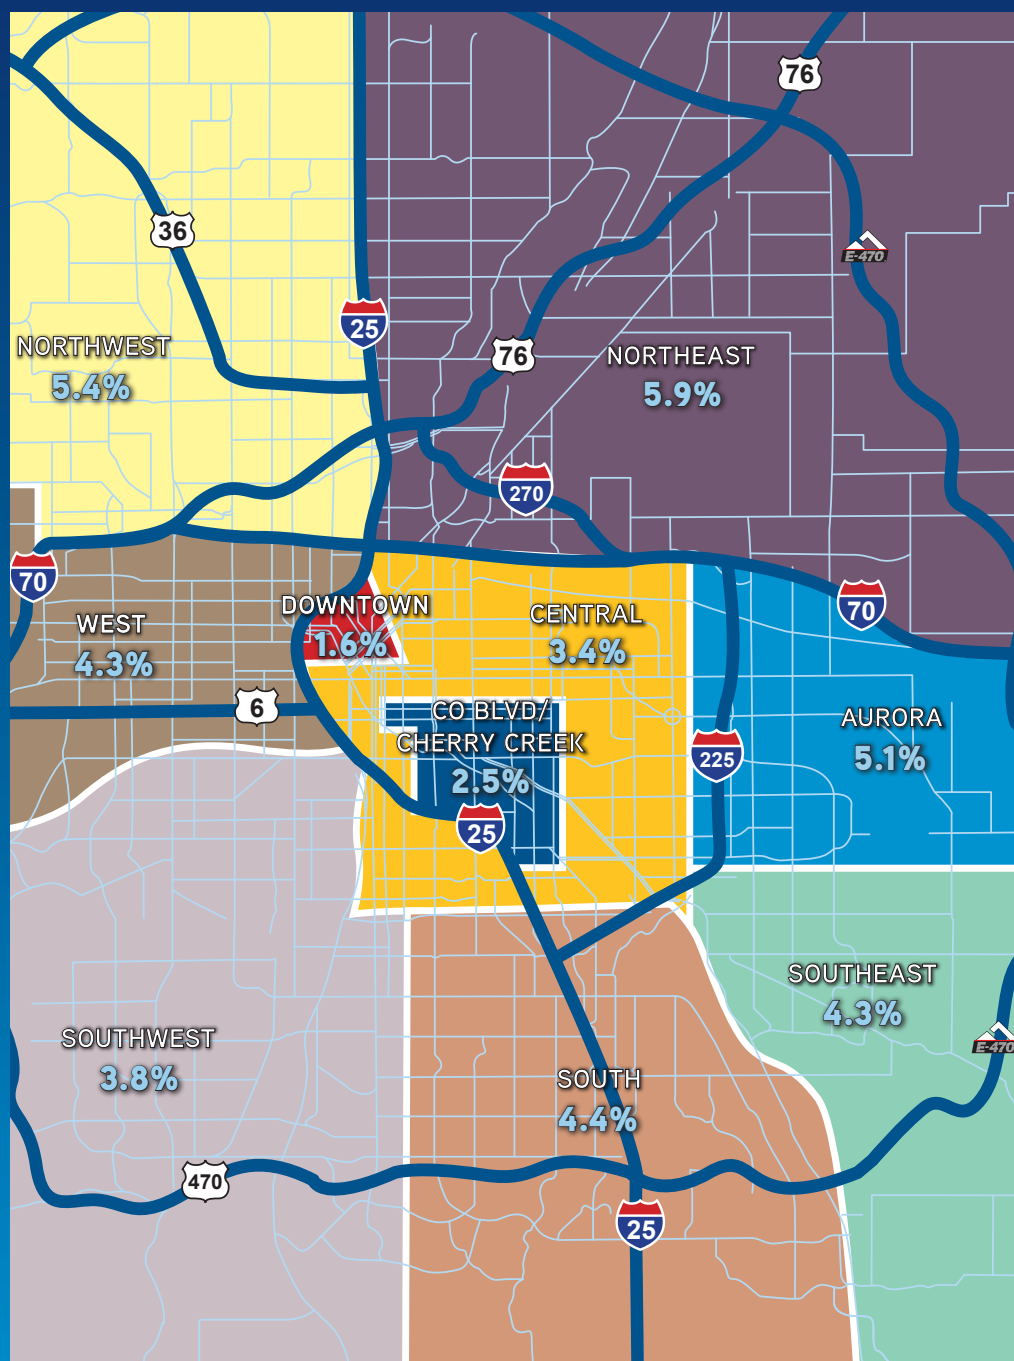 76
36
E-470
25
NORTHWEST
5.4%
76
NORTHEAST
5.9%
270
70
70
WEST
4.3%
DOWNTOWN
1.6%
CENTRAL
3.4%
6
CO BLVD/
CHERRY CREEK
2.5%
AURORA
5.1%
225
25
SOUTHEAST
4.3%
E-470
SOUTHWEST
3.8%
SOUTH
4.4%
470
25